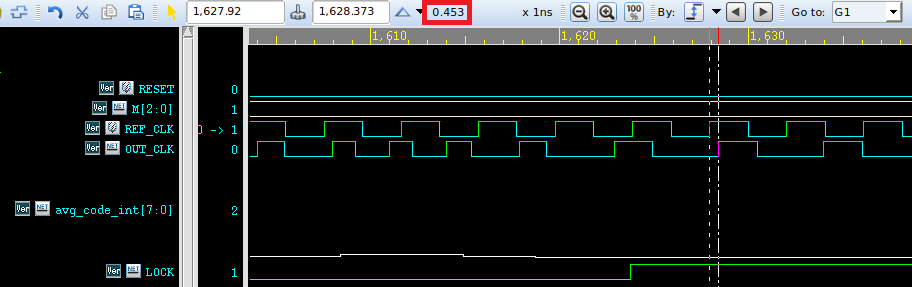 1,627.92 1,628.373 0.453 x 1ns 100 % By: Go to: G1
1,610 1,620 1,630
Ver RESET 0
Ver NET M[2:0] 1
Ver REF_CLK 0 -> 1
Ver NET OUT_CLK 0
Ver NET avg_code_int[7:0] 2
Ver NET LOCK 1